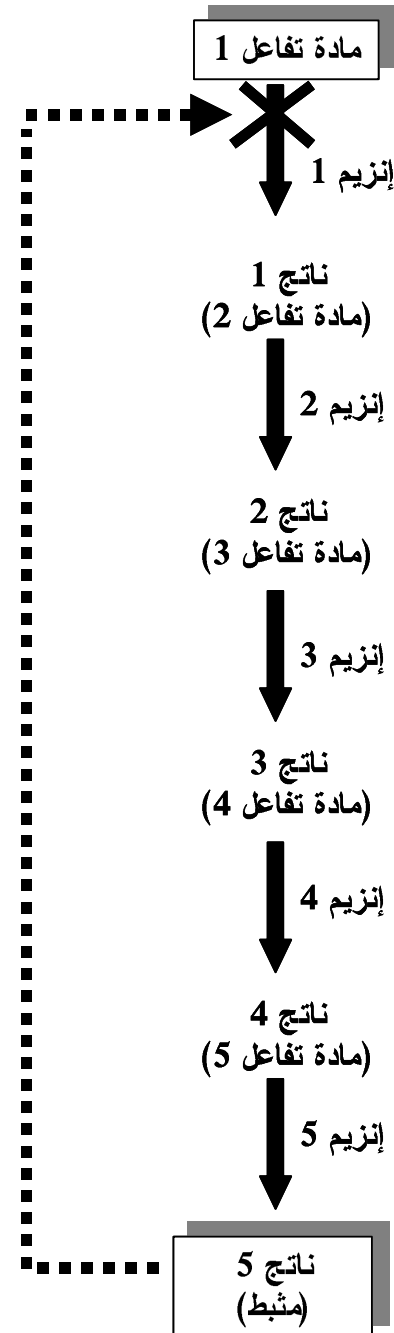 مادة تفاعل 1
إنزيم 1
ناتج 1
(مادة تفاعل 2)
إنزيم 2
ناتج 2
(مادة تفاعل 3)
إنزيم 3
ناتج 3
(مادة تفاعل 4)
إنزيم 4
ناتج 4
(مادة تفاعل 5)
إنزيم 5
ناتج 5
(مثبط)